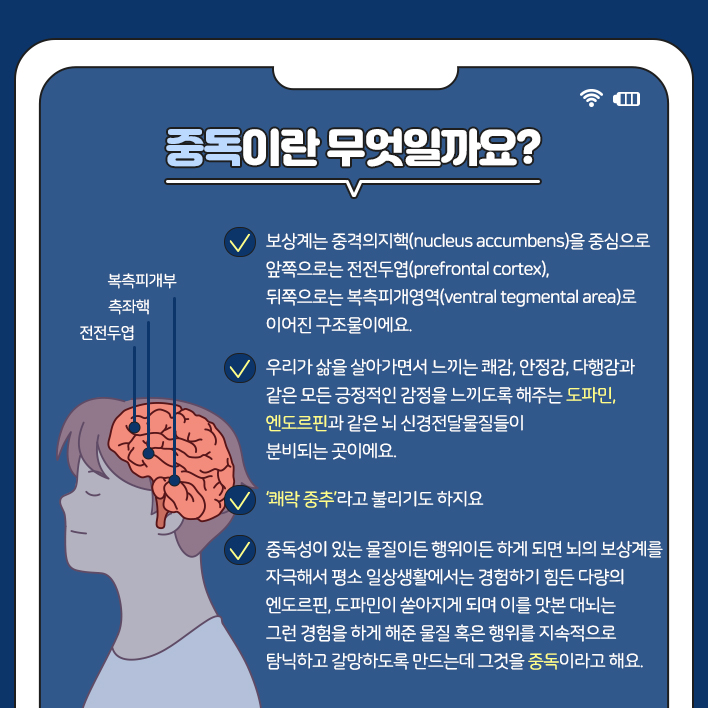 중독이란 무엇일까요?
보상계는 중격의지핵(nucleus accumbens)을 중심으로
앞쪽으로는 전전두엽(prefrontal cortex),
뒤쪽으로는 복측피개영역(ventral tegmental area)로
이어진 구조물이에요.
복측피개부
측좌핵
전전두엽
우리가 삶을 살아가면서 느끼는 쾌감, 안정감, 다행감과
같은 모든 긍정적인 감정을 느끼도록 해주는 도파민,
엔도르핀과 같은 뇌 신경전달물질들이
분비되는 곳이에요.
‘쾌락 중추’라고 불리기도 하지요
중독성이 있는 물질이든 행위이든 하게 되면 뇌의 보상계를
자극해서 평소 일상생활에서는 경험하기 힘든 다량의
엔도르핀, 도파민이 쏟아지게 되며 이를 맛본 대뇌는
그런 경험을 하게 해준 물질 혹은 행위를 지속적으로
탐닉하고 갈망하도록 만드는데 그것을 중독이라고 해요.